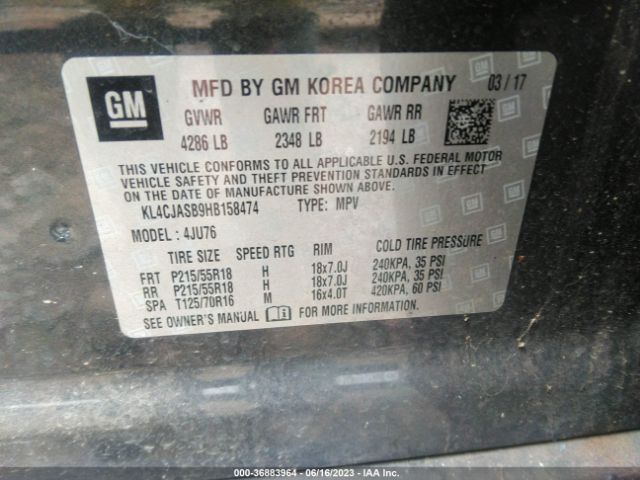 GM
MFD BY GM KOREA COMPANY 03/17
GVWR GAWR FRT GAWR RR
4286 LB 2348 LB 2194 LB
THIS VEHICLE CONFORMS TO ALL APPLICABLE U.S. FEDERAL MOTOR
VEHICLE SAFETY, BUMPER, AND THEFT PREVENTION STANDARDS IN EFFECT
ON THE DATE OF MANUFACTURE SHOWN ABOVE.
KL4CJASB9HB158474 TYPE: MPV
MODEL: 4JU76
TIRE SIZE SPEED RTG RIM COLD TIRE PRESSURE
FRT P215/55R18 H 18x7.0J 240KPA, 35 PSI
RR P215/55R18 H 18x7.0J 240KPA, 35 PSI
SPA T125/70R16 M 16x4.0T 420KPA, 60 PSI
SEE OWNER'S MANUAL FOR MORE INFORMATION.
000-36883964 - 06/16/2023 - IAA Inc.